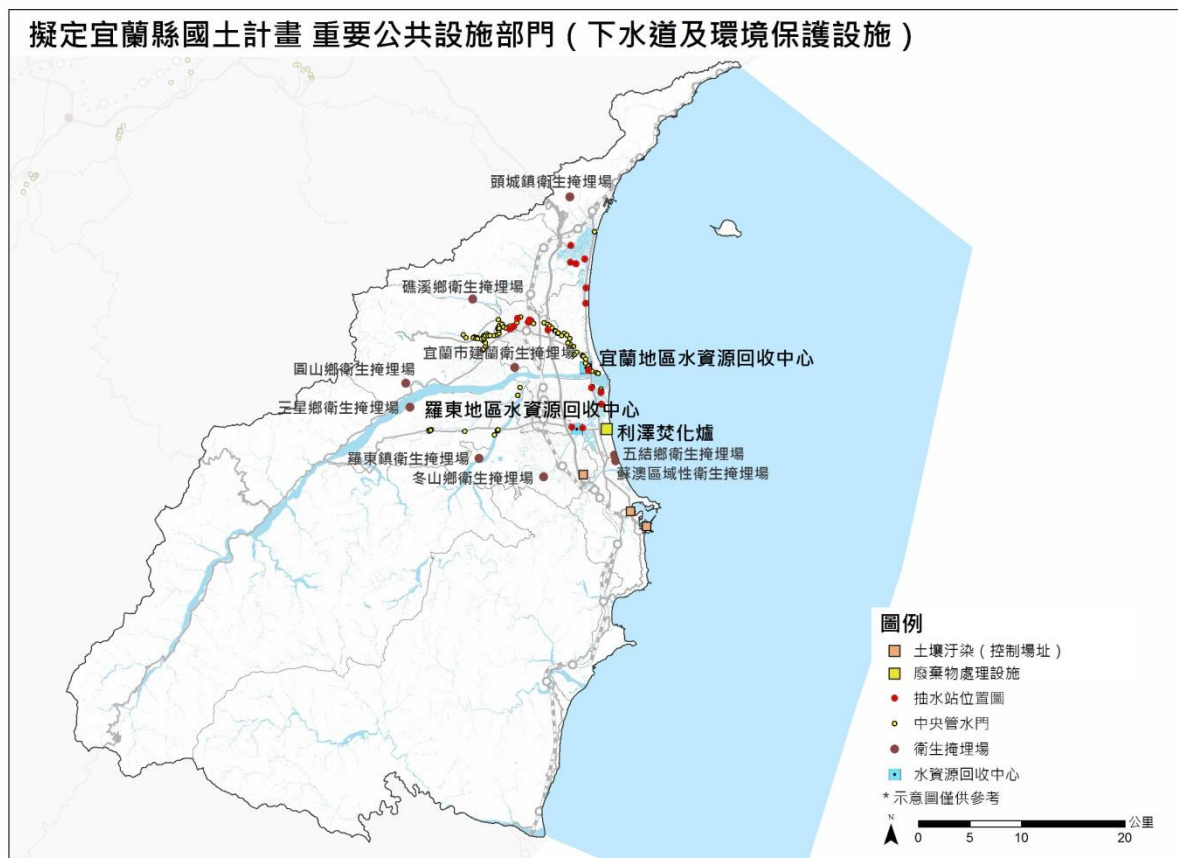 擬定宜蘭縣國土計畫 重要公共設施部門（下水道及環境保護設施）
頭城鎮衛生掩埋場
礁溪鄉衛生掩埋場
宜蘭市建蘭衛生掩埋場
宜蘭地區水資源回收中心
圓山鄉衛生掩埋場
三星鄉衛生掩埋場
羅東地區水資源回收中心
利澤焚化爐
羅東鎮衛生掩埋場
五結鄉衛生掩埋場
冬山鄉衛生掩埋場
蘇澳區域性衛生掩埋場
圖例
土壤汙染（控制場址）
廢棄物處理設施
抽水站位置圖
中央管水門
衛生掩埋場
水資源回收中心
* 示意圖僅供參考
N
公里
0 5 10 20